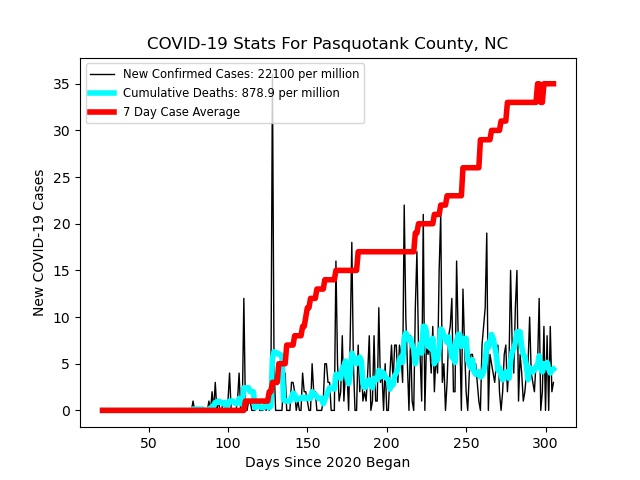 COVID-19 Stats For Pasquotank County, NC
New Confirmed Cases: 22100 per million
Cumulative Deaths: 878.9 per million
7 Day Case Average
New COVID-19 Cases
35
30
25
20
15
10
5
0
50 100 150 200 250 300
Days Since 2020 Began